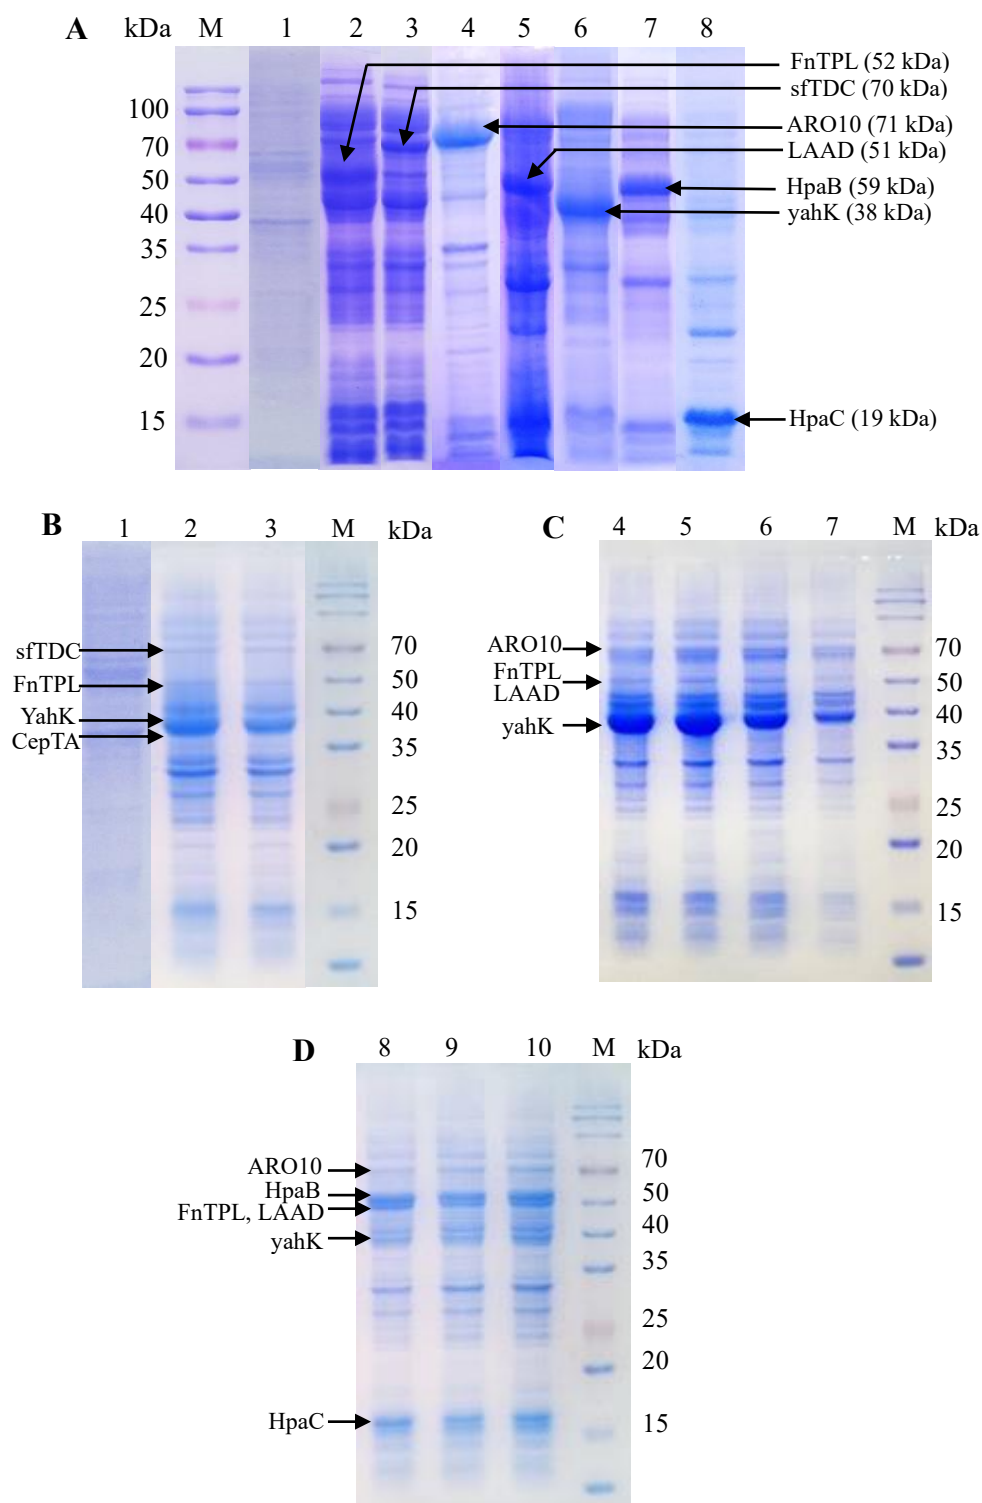 A kDa M 1 2 3 4 5 6 7 8
FnTPL (52 kDa)
sfTDC (70 kDa)
100
ARO10 (71 kDa)
70
LAAD (51 kDa)
50
HpaB (59 kDa)
40
yahK (38 kDa)
35
25
20
15
HpaC (19 kDa)
B 1 2 3 M kDa
sfTDC
70
FnTPL
50
YahK
40
CepTA
35
25
20
15
C 4 5 6 7 M kDa
ARO10
70
FnTPL
50
LAAD
yahK
40
35
25
20
15
D 8 9 10 M kDa
ARO10
70
HpaB
50
FnTPL, LAAD
40
yahK
35
25
20
HpaC
15